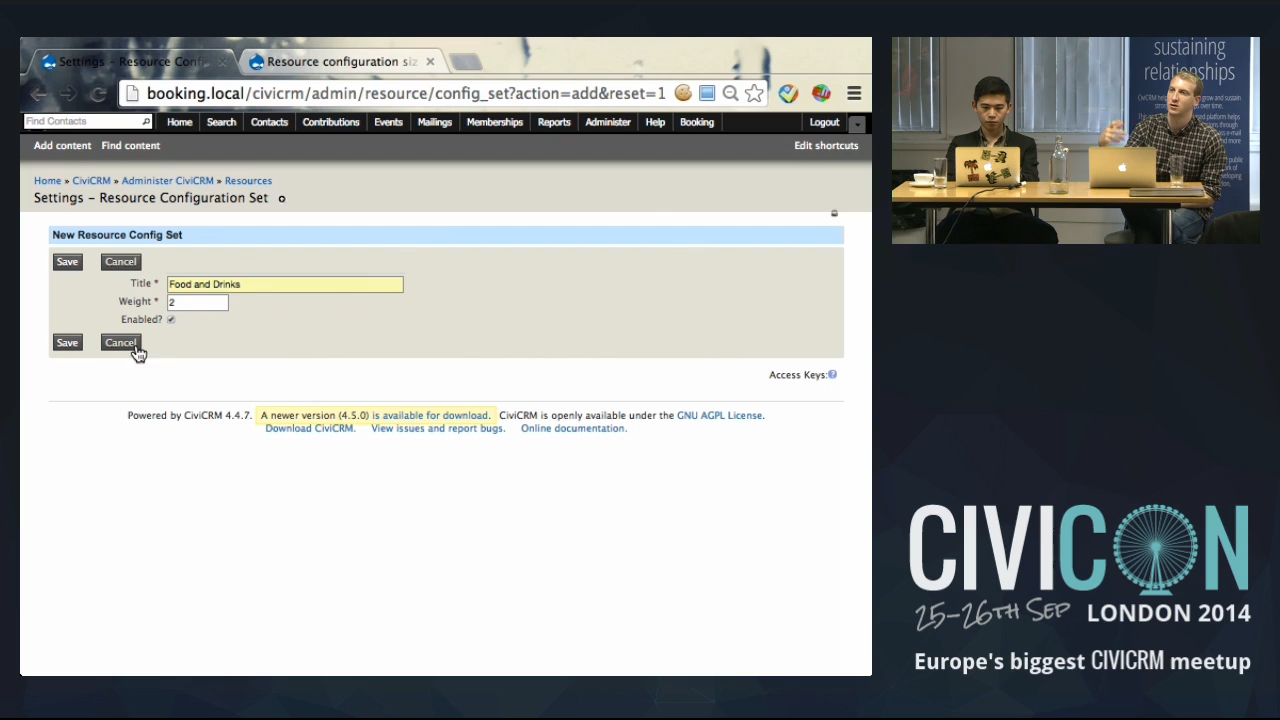 Settings - Resource Conf
Resource configuration siz
booking.local/civicrm/admin/resource/config_set?action=add&reset=1
Find Contacts
Home Search Contacts Contributions Events Mailings Memberships Reports Administer Help Booking Logout
Add content Find content Edit shortcuts
Home » CiviCRM » Administer CiviCRM » Resources
Settings - Resource Configuration Set
New Resource Config Set
Save Cancel
Title * Food and Drinks
Weight * 2
Enabled?
Save Cancel
Access Keys:
Powered by CiviCRM 4.4.7. A newer version (4.5.0) is available for download. CiviCRM is openly available under the GNU AGPL License.
Download CiviCRM. View issues and report bugs. Online documentation.
sustaining
relationships
CIVICON
25-26TH SEP LONDON 2014
Europe's biggest CIVICRM meetup